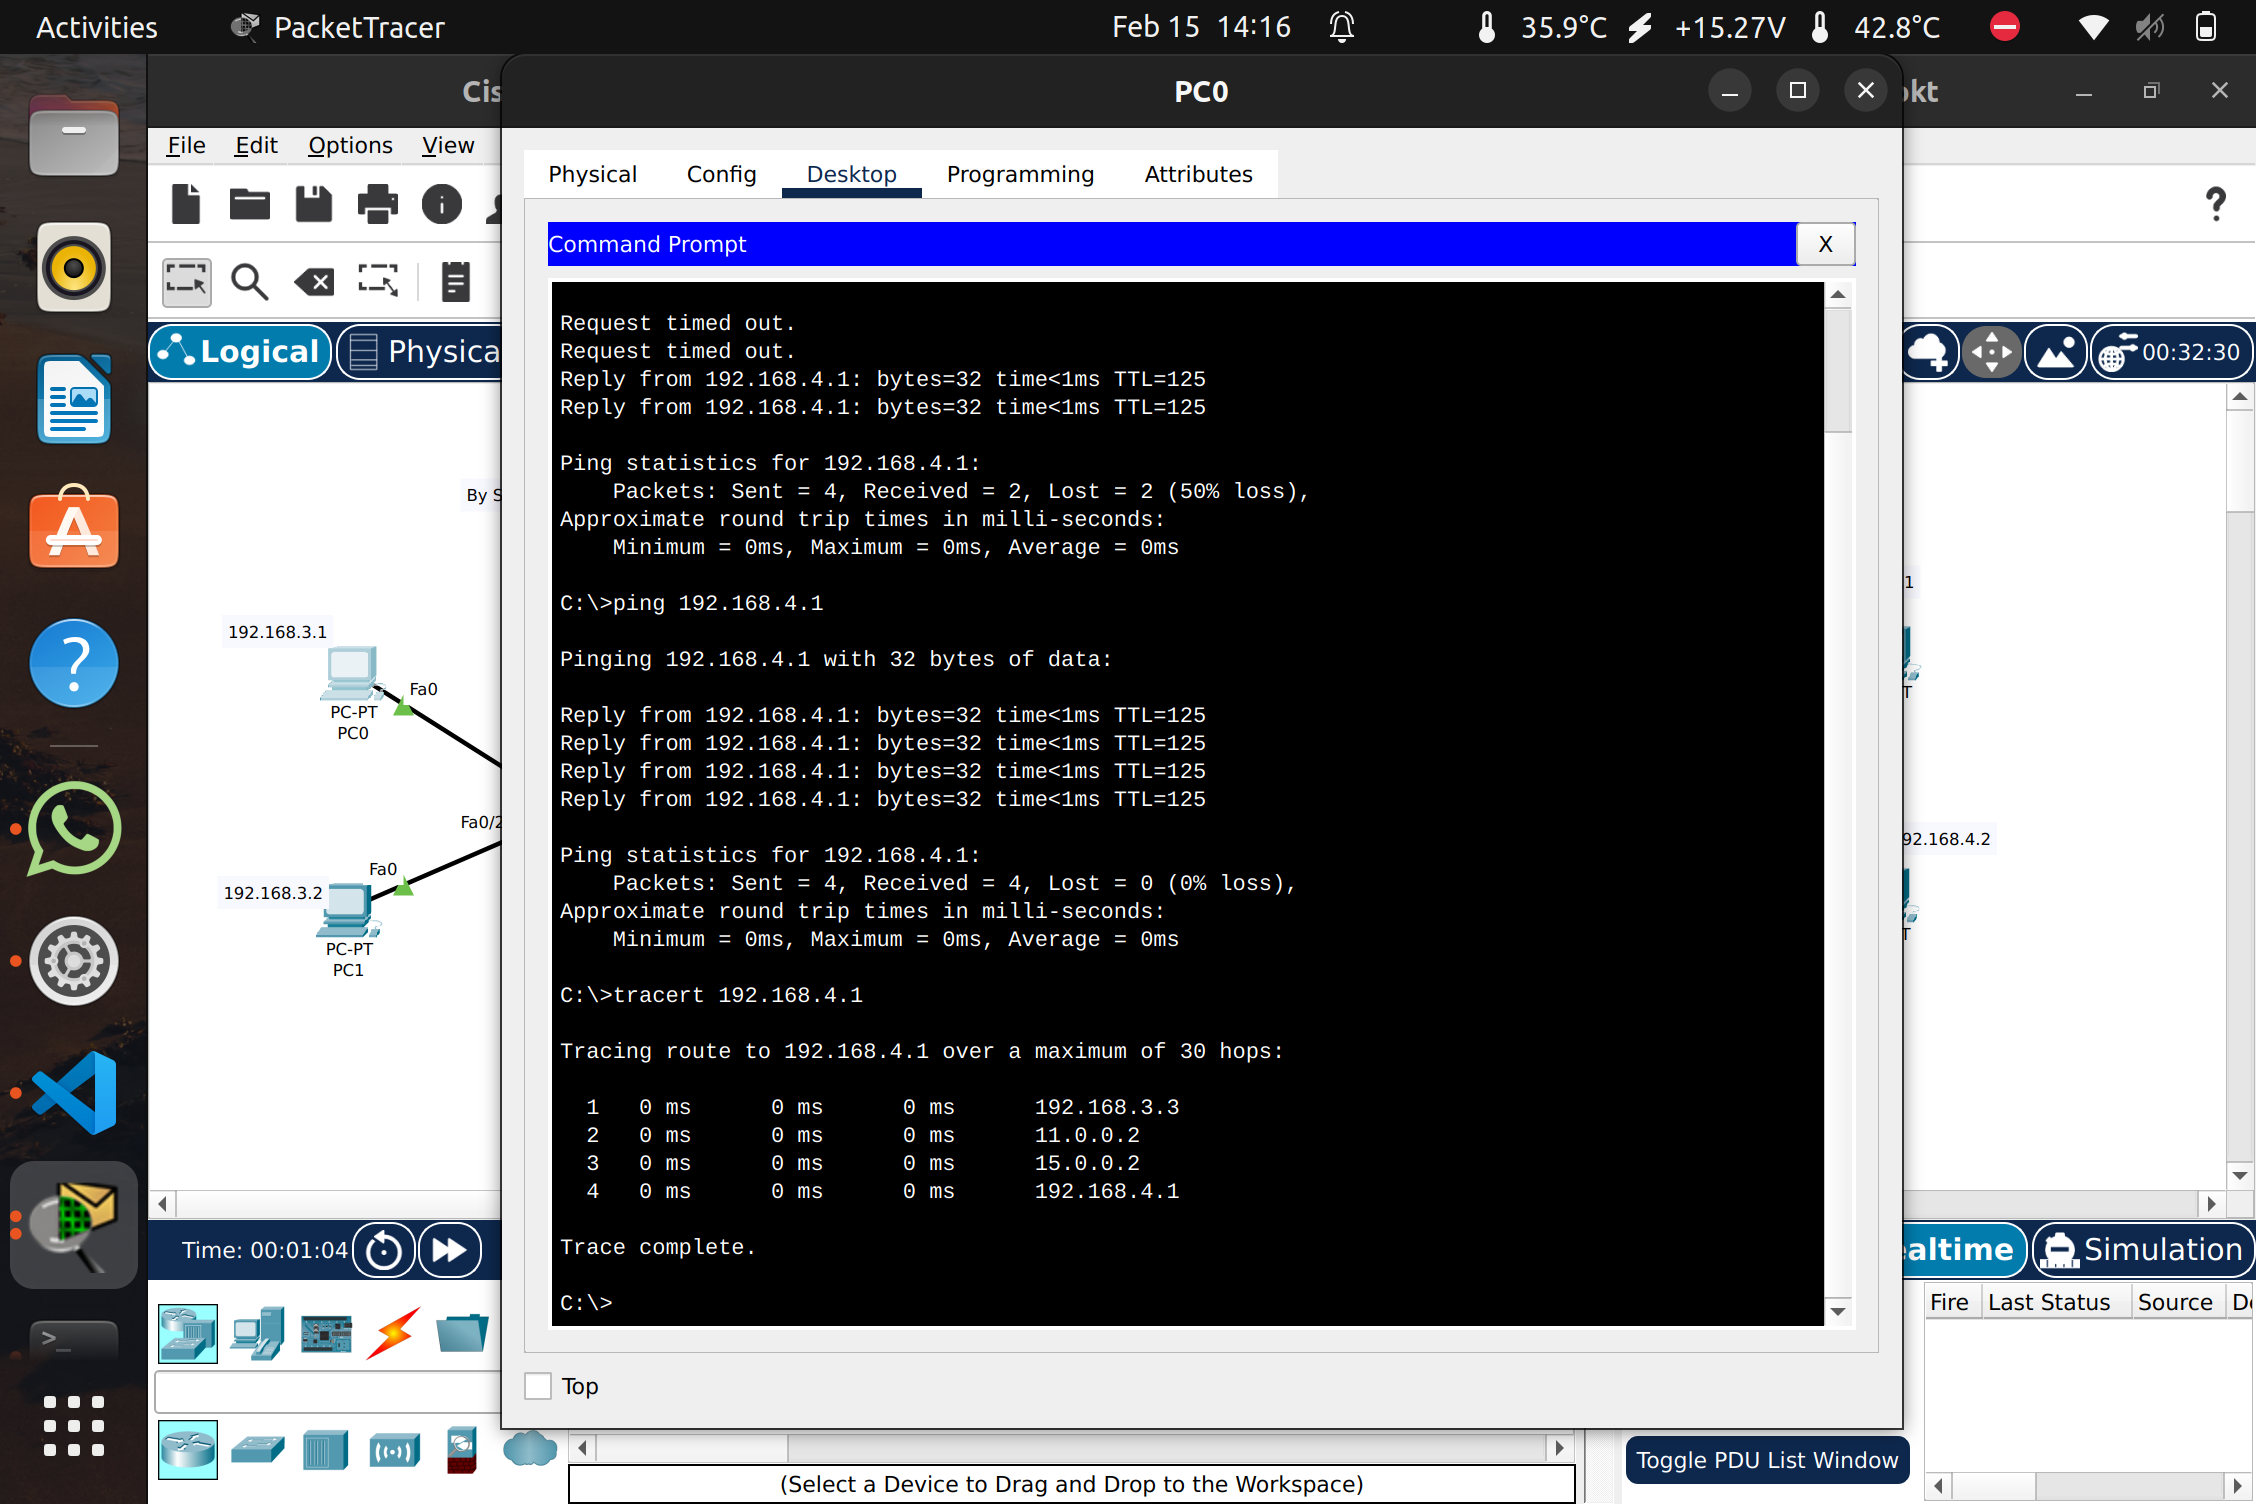 Activities PacketTracer Feb 15 14:16 35.9°C +15.27V 42.8°C
Cis
PC0
okt
File Edit Options View
Physical Config Desktop Programming Attributes
Command Prompt X
Logical Physica
00:32:30
Request timed out.
Request timed out.
Reply from 192.168.4.1: bytes=32 time<1ms TTL=125
Reply from 192.168.4.1: bytes=32 time<1ms TTL=125
Ping statistics for 192.168.4.1:
Packets: Sent = 4, Received = 2, Lost = 2 (50% loss),
Approximate round trip times in milli-seconds:
Minimum = 0ms, Maximum = 0ms, Average = 0ms
C:\>ping 192.168.4.1
Pinging 192.168.4.1 with 32 bytes of data:
Reply from 192.168.4.1: bytes=32 time<1ms TTL=125
Reply from 192.168.4.1: bytes=32 time<1ms TTL=125
Reply from 192.168.4.1: bytes=32 time<1ms TTL=125
Reply from 192.168.4.1: bytes=32 time<1ms TTL=125
Ping statistics for 192.168.4.1:
Packets: Sent = 4, Received = 4, Lost = 0 (0% loss),
Approximate round trip times in milli-seconds:
Minimum = 0ms, Maximum = 0ms, Average = 0ms
C:\>tracert 192.168.4.1
Tracing route to 192.168.4.1 over a maximum of 30 hops:
1 0 ms 0 ms 0 ms 192.168.3.3
2 0 ms 0 ms 0 ms 11.0.0.2
3 0 ms 0 ms 0 ms 15.0.0.2
4 0 ms 0 ms 0 ms 192.168.4.1
Trace complete.
C:\>
Top
By S
192.168.3.1
Fa0
PC-PT
PC0
Fa0/2
Fa0
192.168.3.2
PC-PT
PC1
1
T
92.168.4.2
T
Time: 00:01:04
altime Simulation
Fire Last Status Source De
Toggle PDU List Window
(Select a Device to Drag and Drop to the Workspace)